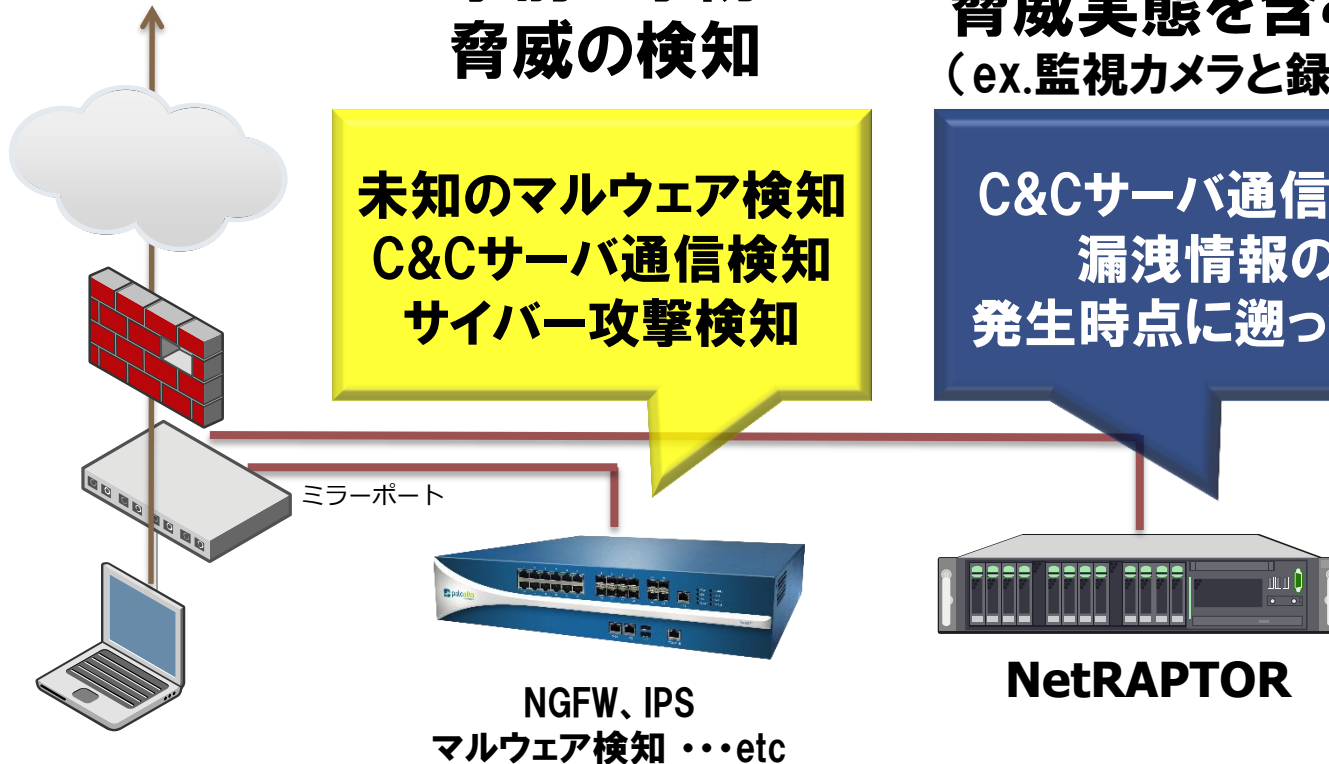 脅威の検知
脅威実態を含
(ex.監視カメラと録
未知のマルウェア検知
C&Cサーバ通信検知
サイバー攻撃検知
C&Cサーバ通信
漏洩情報の
発生時点に遡っ
ミラーポート
paloalto
NetRAPTOR
NGFW、IPS
マルウェア検知 ・・・etc